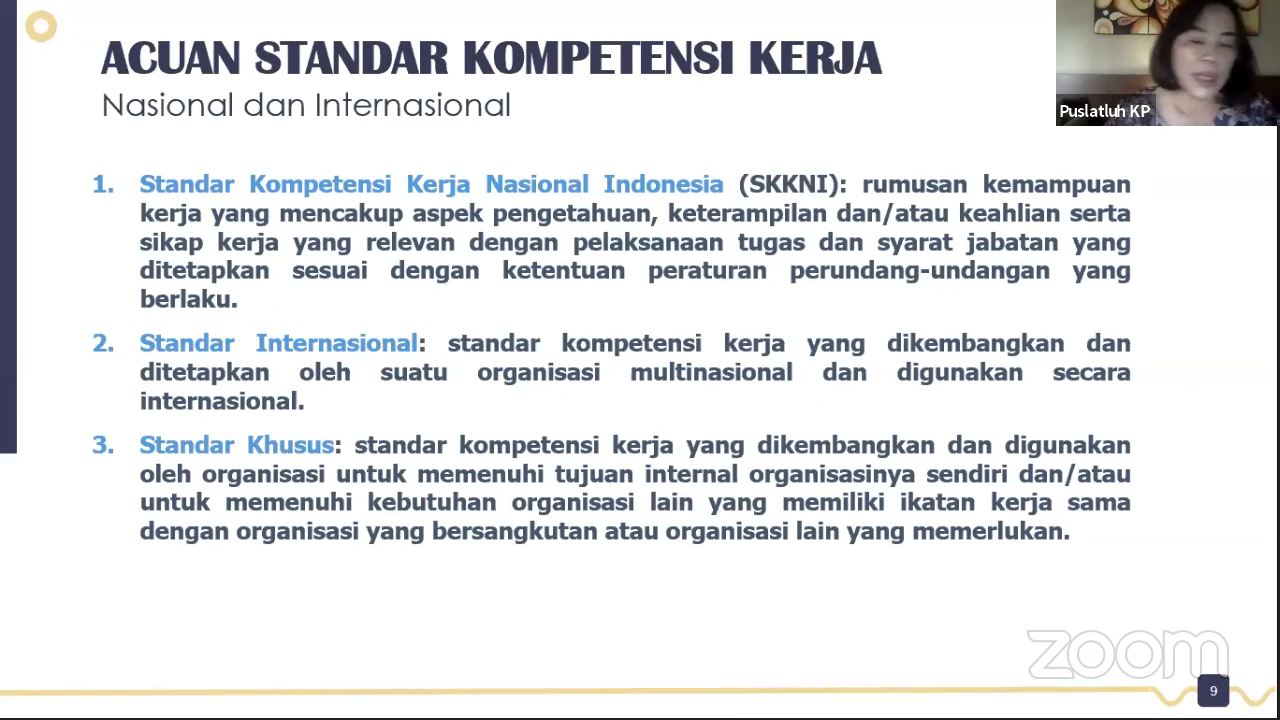 ACUAN STANDAR KOMPETENSI KERJA
Nasional dan Internasional
Puslatluh KP
1. Standar Kompetensi Kerja Nasional Indonesia (SKKNI): rumusan kemampuan
kerja yang mencakup aspek pengetahuan, keterampilan dan/atau keahlian serta
sikap kerja yang relevan dengan pelaksanaan tugas dan syarat jabatan yang
ditetapkan sesuai dengan ketentuan peraturan perundang-undangan yang
berlaku.
2. Standar Internasional: standar kompetensi kerja yang dikembangkan dan
ditetapkan oleh suatu organisasi multinasional dan digunakan secara
internasional.
3. Standar Khusus: standar kompetensi kerja yang dikembangkan dan digunakan
oleh organisasi untuk memenuhi tujuan internal organisasinya sendiri dan/atau
untuk memenuhi kebutuhan organisasi lain yang memiliki ikatan kerja sama
dengan organisasi yang bersangkutan atau organisasi lain yang memerlukan.
zoom
9